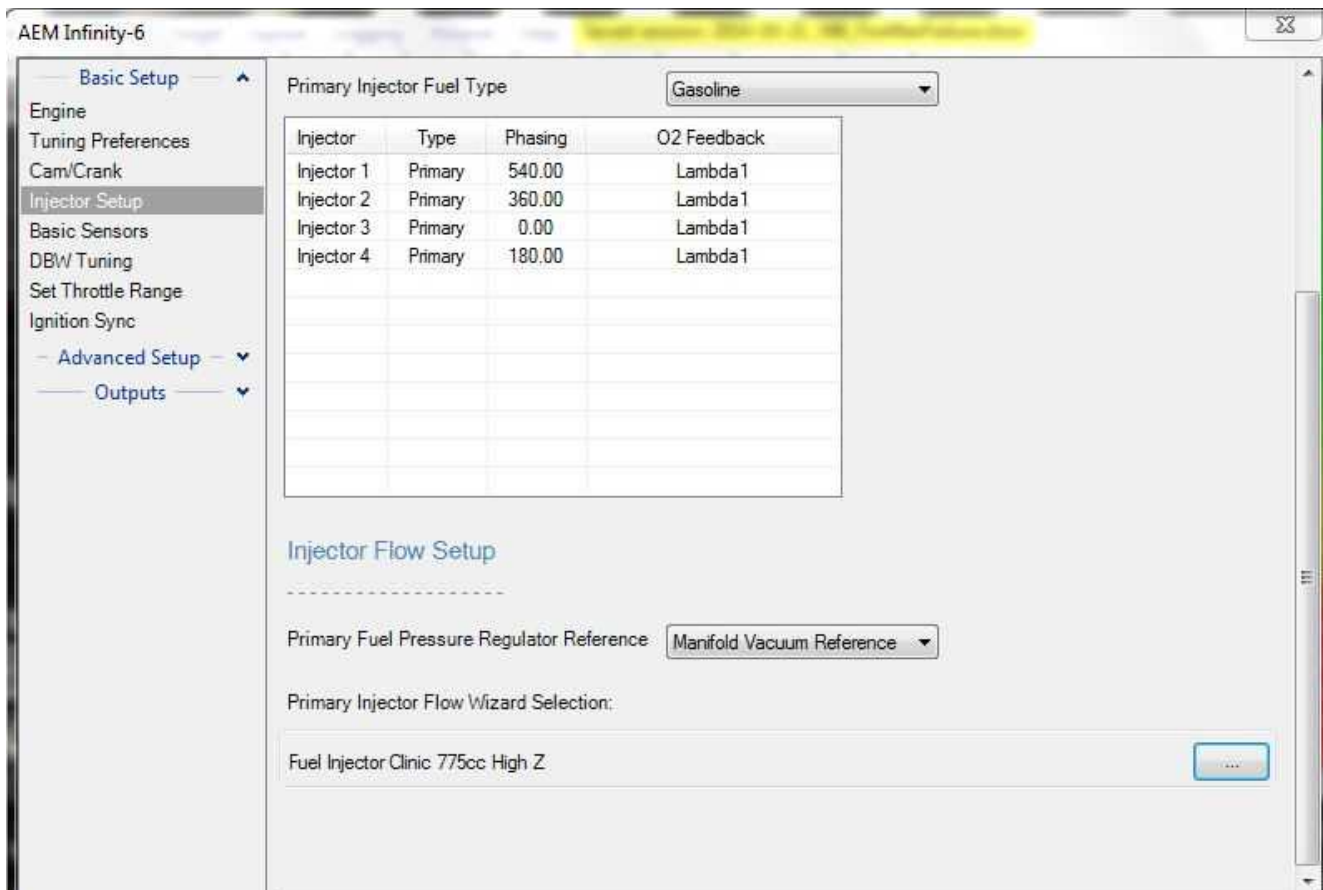 AEM Infinity-6
Basic Setup
Engine
Tuning Preferences
Cam/Crank
Injector Setup
Basic Sensors
DBW Tuning
Set Throttle Range
Ignition Sync
Advanced Setup
Outputs
Primary Injector Fuel Type Gasoline
Injector Type Phasing O2 Feedback
Injector 1 Primary 540.00 Lambda1
Injector 2 Primary 360.00 Lambda1
Injector 3 Primary 0.00 Lambda1
Injector 4 Primary 180.00 Lambda1
Injector Flow Setup
- - - - - - - - - - - - - - - - - - -
Primary Fuel Pressure Regulator Reference Manifold Vacuum Reference
Primary Injector Flow Wizard Selection:
Fuel Injector Clinic 775cc High Z ...